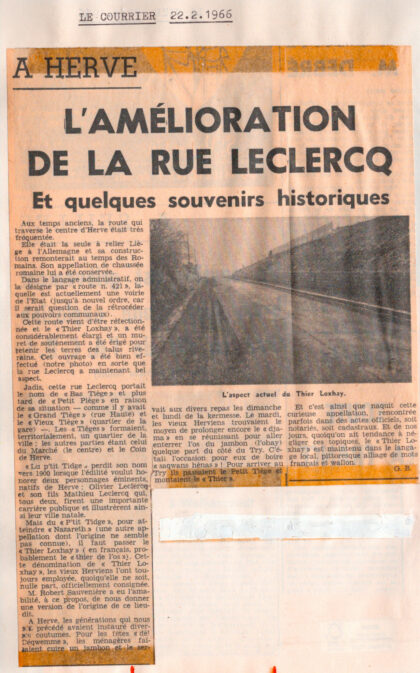 LE COURRIER 22.2.1966
A HERVE
L'AMÉLIORATION
DE LA RUE LECLERCQ
Et quelques souvenirs historiques
Aux temps anciens, la route qui
traverse le centre d'Herve était très
fréquentée.
Elle était la seule à relier Liè-
ge à l'Allemagne et sa construc-
tion remonterait au temps des Ro-
mains. Son appellation de chaussée
romaine lui a été conservée.
Dans le langage administratif, on
la désigne par « route n. 421 », la-
quelle est actuellement une voirie
de l'Etat (jusqu'à nouvel ordre, car
il serait question de la rétrocéder
aux pouvoirs communaux).
Cette route vient d'être réfection-
née et le « Thier Loxhay », a été
considérablement élargi et un mu-
ret de soutènement a été érigé pour
retenir les terres des talus rive-
rains. Cet ouvrage a été bien ef-
fectué (notre photo) en sorte que
la rue Leclercq a maintenant bel
aspect.
Jadis, cette rue Leclercq portait
le nom de « Bas Tiège » et plus
tard de « Petit Piège » en raison
de sa situation — comme il y avait
le « Grand Tiège » (rue Haute) et
le « Vieux Tiège » (quartier de la
gare) —. Les « Tièges » formaient,
territorialement, un quartier de la
ville ; les autres parties étant celui
du Marché (le centre) et le Coin
de Herve.
« Lu p'tit Tidge » perdit son nom
vers 1900 lorsque l'édilité voulut ho-
norer deux personnages éminents,
natifs de Herve : Olivier Leclercq
et son fils Mathieu Leclercq qui,
tous deux, firent une importante
carrière publique et illustrèrent ain-
si leur ville natale.
Mais du « P'tit Tidge », pour at-
teindre « Nazareth » (une autre ap-
pellation dont l'origine ne semble
pas connue), il faut passer le
« Thier Loxhay » ( en français, pro-
bablement le « thier de l'os »). Cet-
te dénomination de « Thier Lo-
xhay », les vieux Herviens l'ont tou-
jours employée, quoiqu'elle ne soit,
nulle part, officiellement consignée.
M. Robert Sauvenière a eu l'ama-
bilité, à ce propos, de nous donner
une version de l'origine de ce lieu-
dit.
A Herve, les générations qui nous
précédé avaient instauré diver-
coutumes. Pour les fêtes « dè!
les ménagères fai-
saient cuire un jambon et le ser-
L'aspect actuel du Thier Loxhay.
vait aux divers repas les dimanche
et lundi de la kermesse. Le mardi,
les vieux Herviens trouvaient le
moyen de prolonger encore le « dja-
ma » en se réunissant pour aller
enterrer l'os du jambon (l'ohay)
quelque part du côté du Try. C'é-
tait l'occasion pour eux de boire
« saqwans hênas » ! Pour arriver au
Try ils passaient le Petit Tiège et
montaient le « Thier ».
Et c'est ainsi que naquit cette
curieuse appellation, rencontrée
parfois dans des actes officiels, soit
notariés, soit cadastraux. Et de nos
jours, quoiqu'on ait tendance à né-
gliger ces topiques, le « Thier Lo-
xhay » est maintenu dans le langa-
ge local, pittoresque alliage de mots
français et wallon.
G. B.